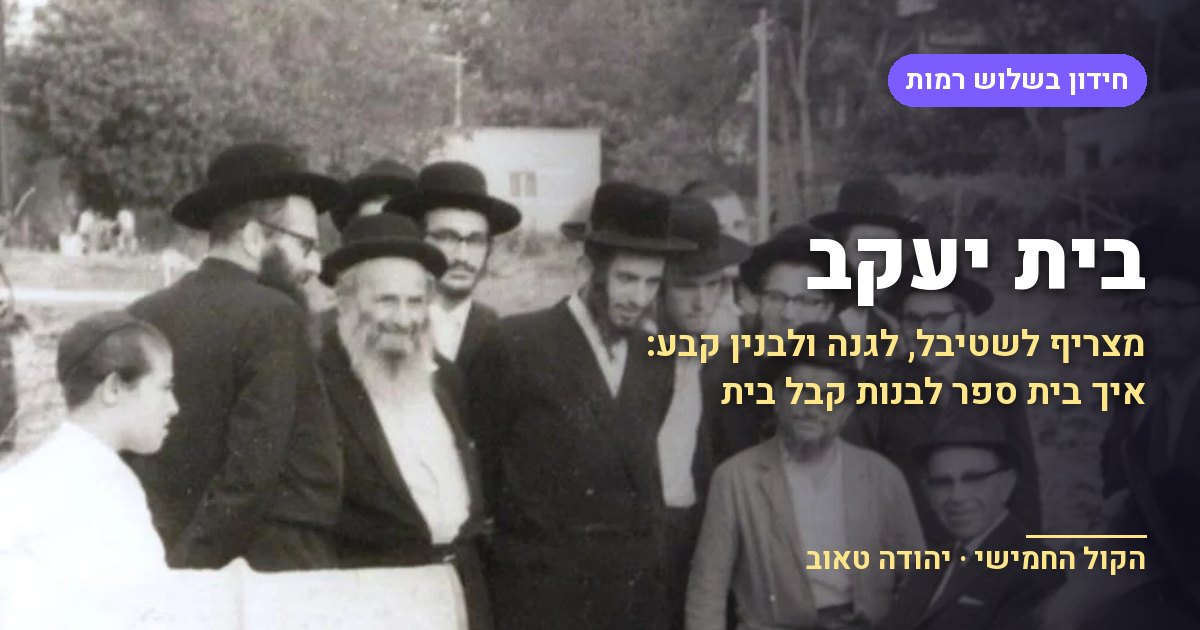 חידון בשלוש רמות
בית יעקב
מצריף לשטיבל, לגנה ולבנין קבע:
איך בית ספר לבנות קבל בית
הקול החמישי · יהודה טאוב